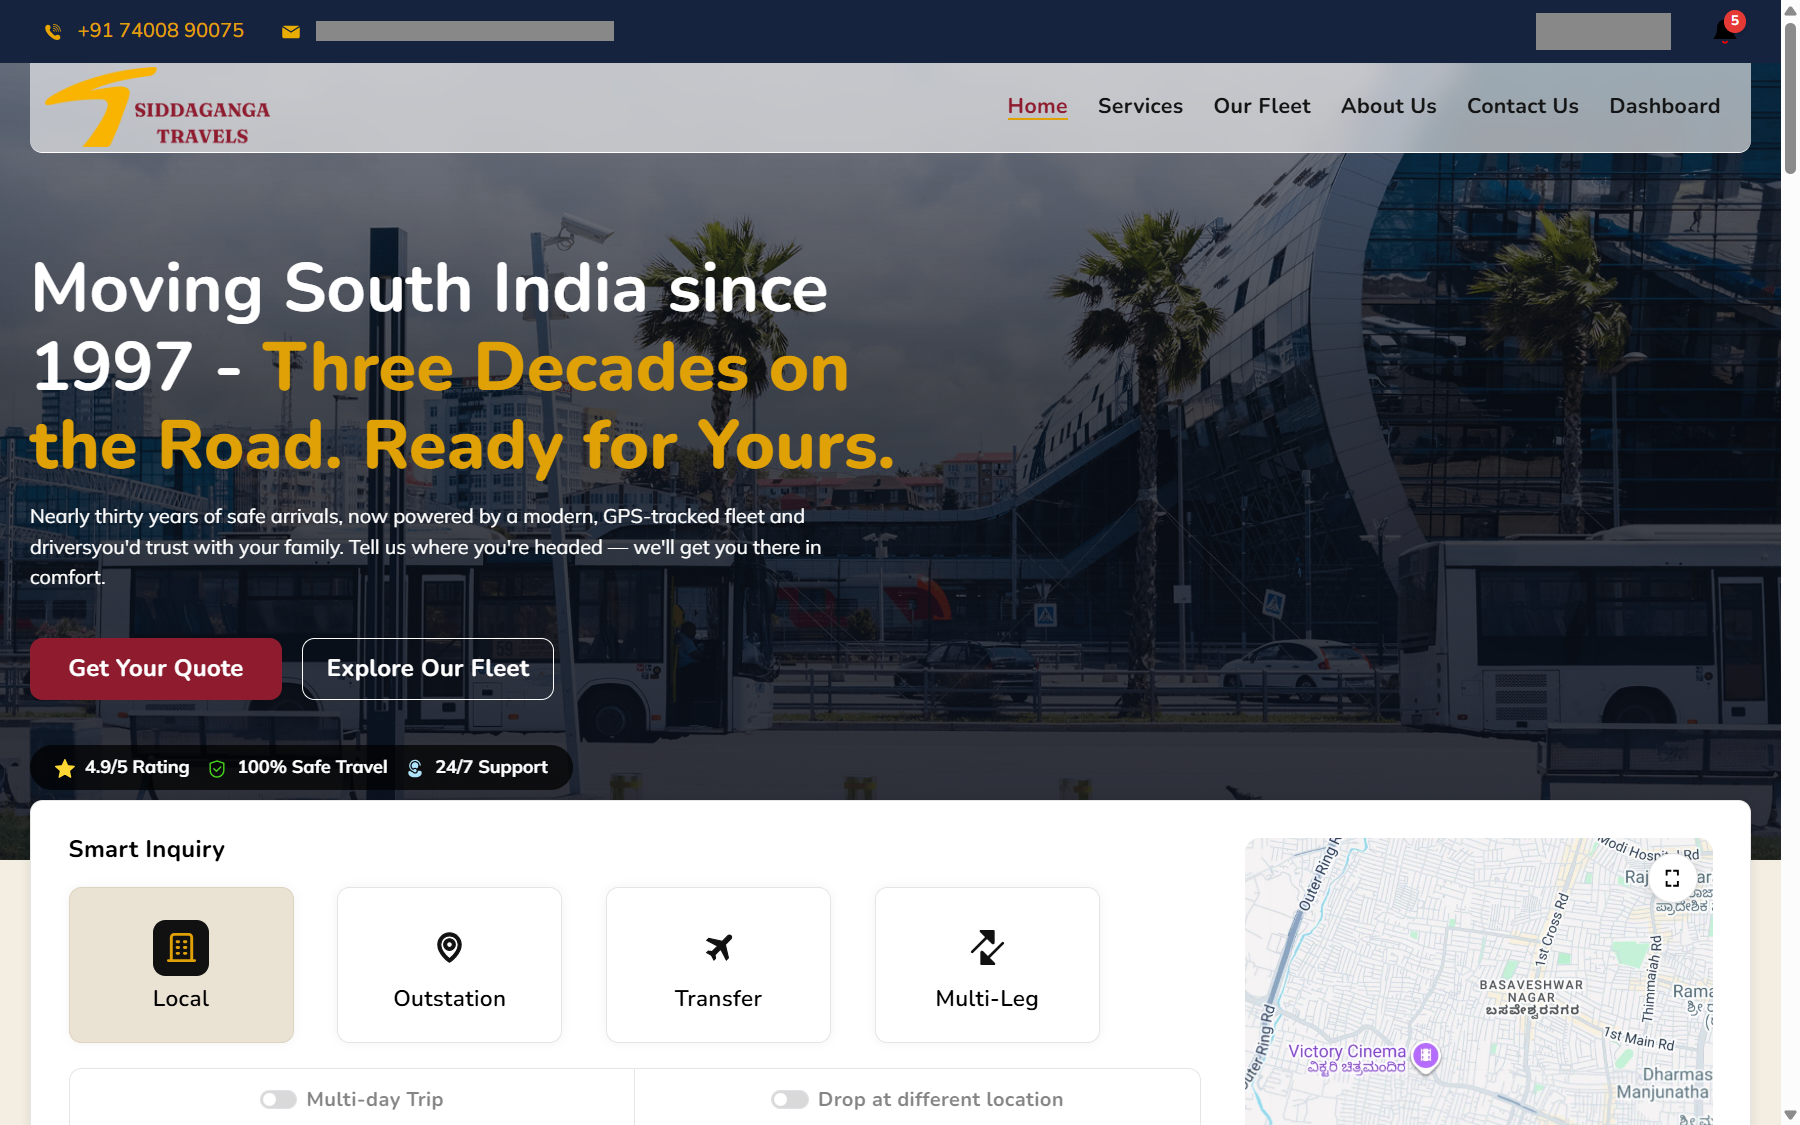 +91 74008 90075
5
SIDDAGANGA
TRAVELS
Home Services Our Fleet About Us Contact Us Dashboard
Moving South India since
1997 - Three Decades on
the Road. Ready for Yours.
Nearly thirty years of safe arrivals, now powered by a modern, GPS-tracked fleet and
driversyou'd trust with your family. Tell us where you're headed — we'll get you there in
comfort.
Get Your Quote Explore Our Fleet
4.9/5 Rating 100% Safe Travel 24/7 Support
Smart Inquiry
Local Outstation Transfer Multi-Leg
Multi-day Trip Drop at different location
Outer Ring R
Modi Hospital Rd
1st Cross Rd
Thimmaiah Rd
BASAVESHWAR
NAGAR
ಬಸವೇಶ್ವರನಗರ
1st Main Rd
Outer Ring Rd
Victory Cinema
ವಿಕ್ಟರಿ ಚಿತ್ರಮಂದಿರ
Dharmas
Manjunatha